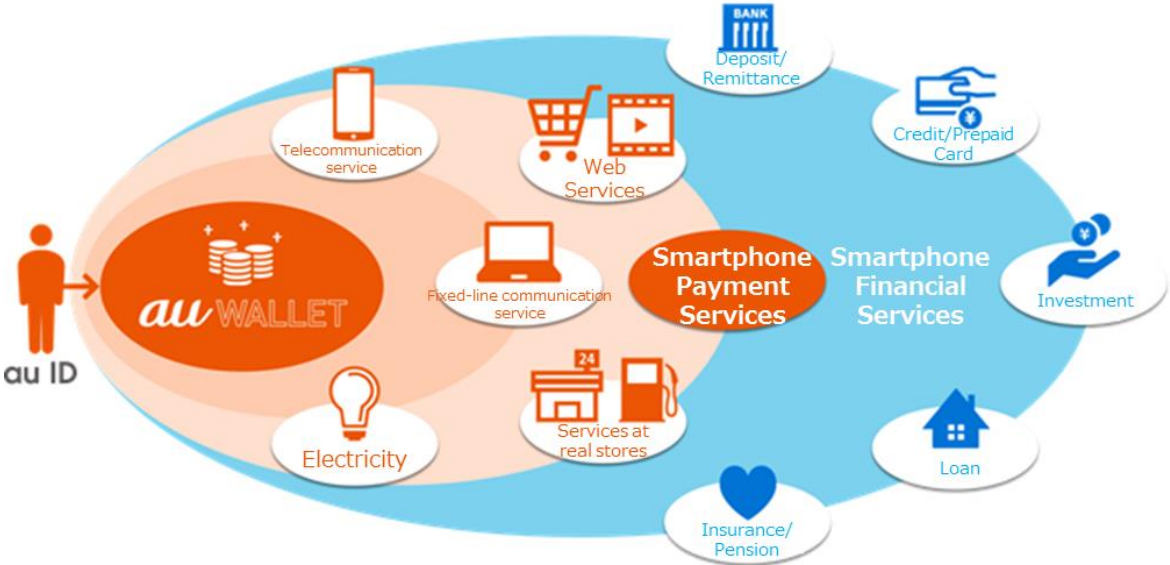 BANK
Deposit/
Remittance
Credit/Prepaid
Card
Telecommunication
service
Web
Services
au WALLET
Fixed-line communication
service
Smartphone
Payment
Services
Smartphone
Financial
Services
¥
¥
Investment
au ID
24
Electricity
Services at
real stores
Loan
Insurance/
Pension